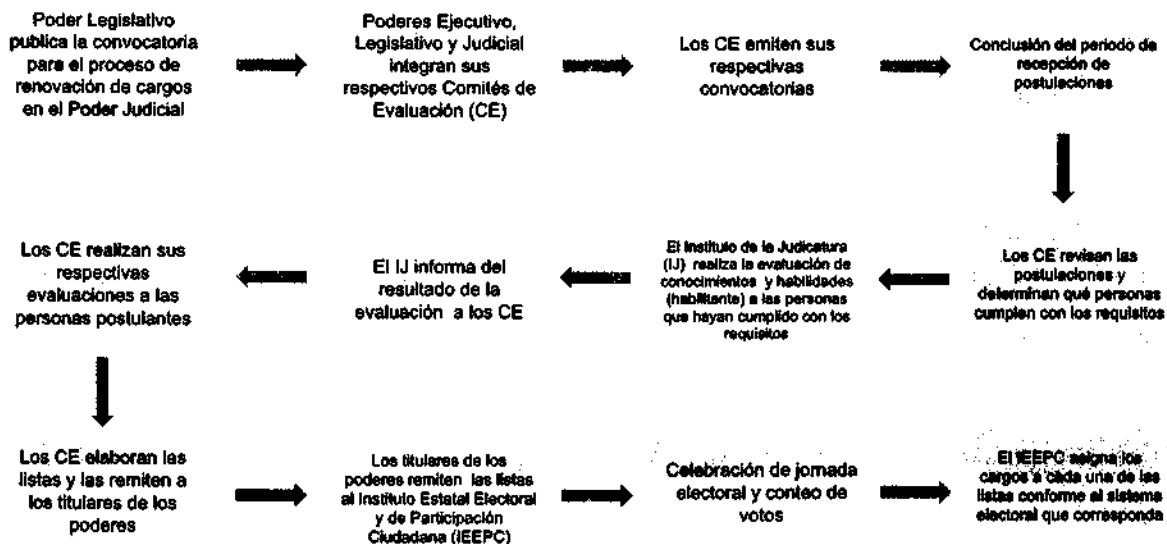 Poder Legislativo
publica la convocatoria
para el proceso de
renovación de cargos
en el Poder Judicial
Poderes Ejecutivo,
Legislativo y Judicial
integran sus
respectivos Comités de
Evaluación (CE)
Los CE emiten sus
respectivas
convocatorias
Conclusión del periodo de
recepción de
postulaciones
Los CE revisan las
postulaciones y
determinan qué personas
cumplen con los requisitos
El Instituto de la Judicatura
(IJ) realiza la evaluación de
conocimientos y habilidades
(habilitante) a las personas
que hayan cumplido con los
requisitos
El IJ informa del
resultado de la
evaluación a los CE
Los CE realizan sus
respectivas
evaluaciones a las
personas postulantes
Los CE elaboran las
listas y las remiten a
los titulares de los
poderes
Los titulares de los
poderes remiten las listas
al Instituto Estatal Electoral
y de Participación
Ciudadana (IEEPC)
Celebración de jornada
electoral y conteo de
votos
El IEEPC asigna los
cargos a cada una de las
listas conforme al sistema
electoral que corresponda